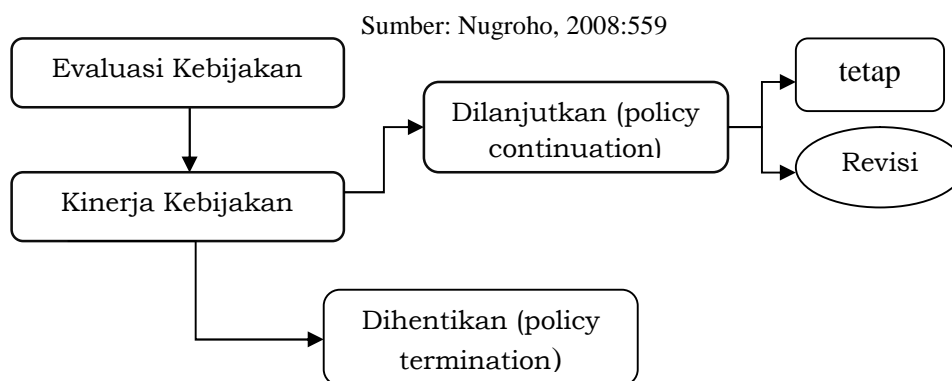 Sumber: Nugroho, 2008:559
Evaluasi Kebijakan
Kinerja Kebijakan
Dilanjutkan (policy
continuation)
tetap
Revisi
Dihentikan (policy
termination)